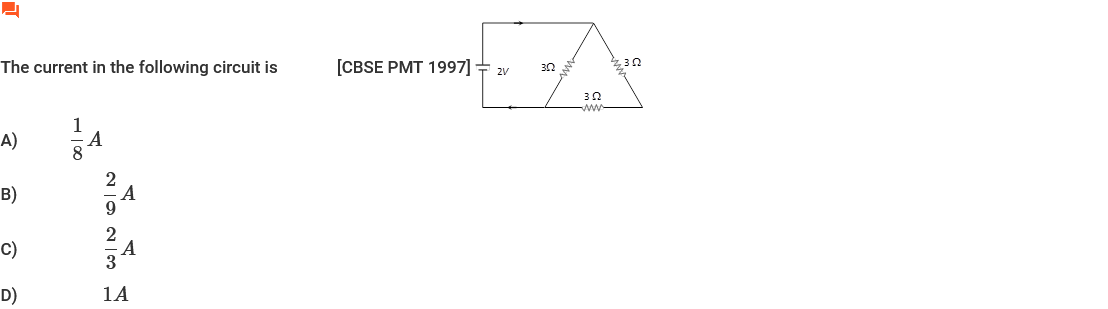 The current in the following circuit is [CBSE PMT 1997]
2V
3Ω
3 Ω
3 Ω
A) 1/8 A
B) 2/9 A
C) 2/3 A
D) 1A